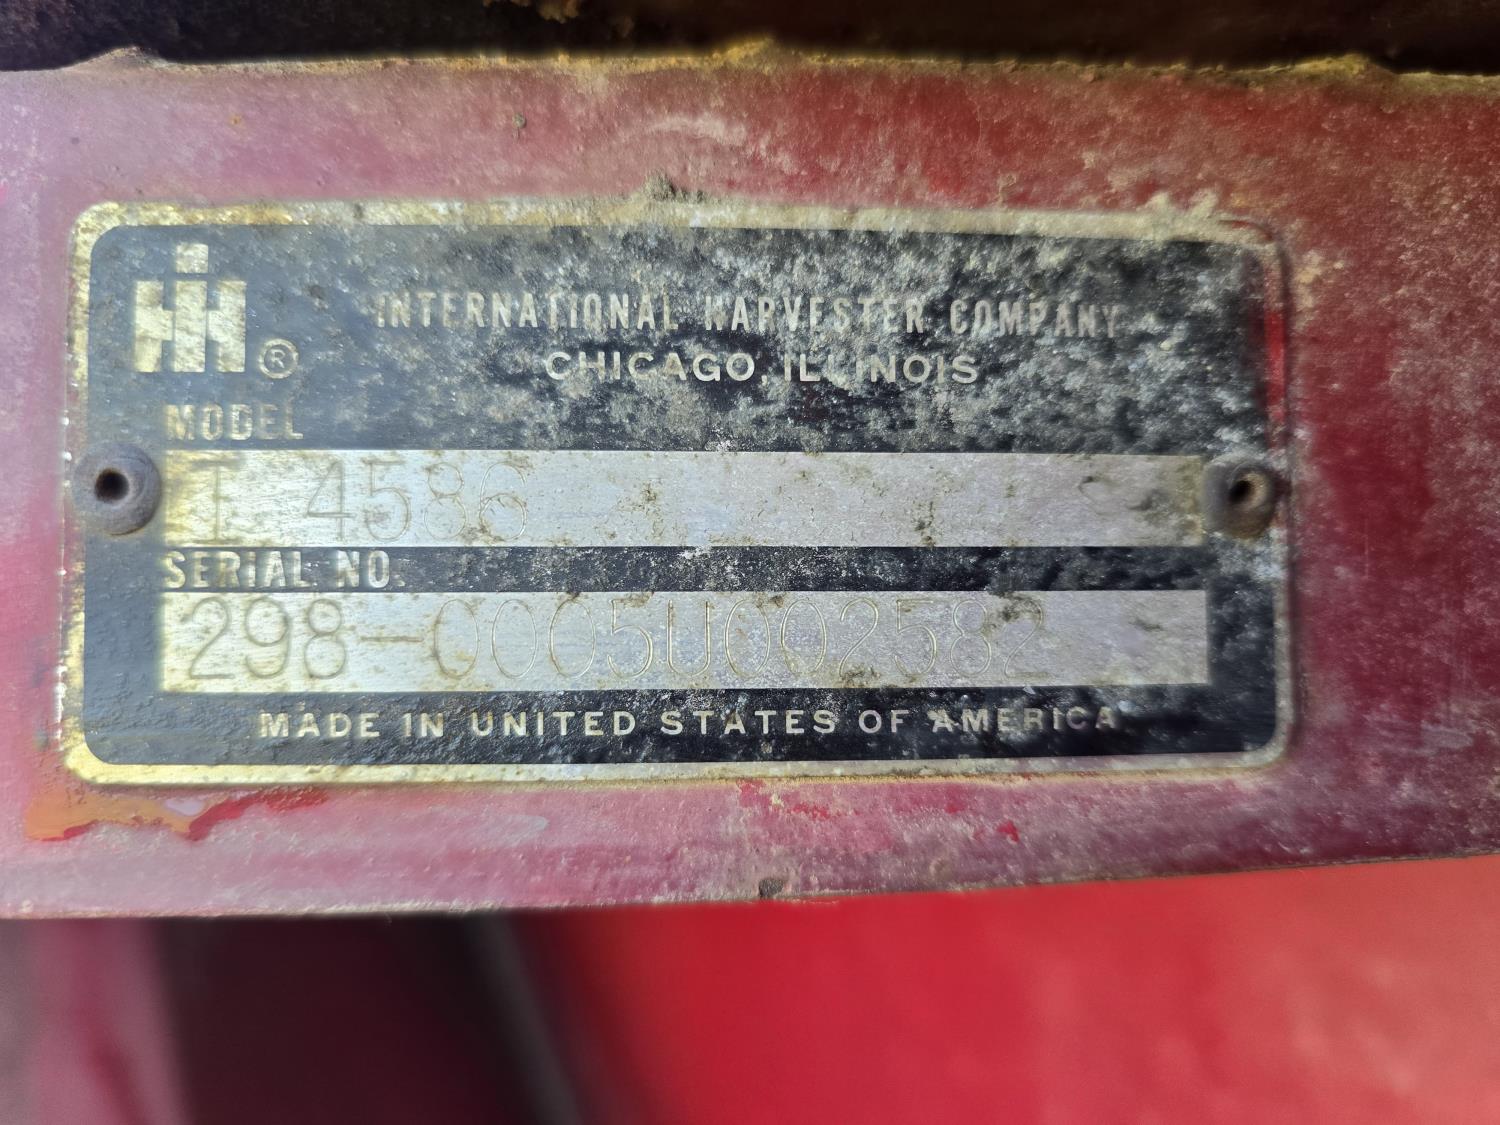 IH ®
INTERNATIONAL HARVESTER COMPANY
CHICAGO, ILLINOIS
MODEL
I 4586
SERIAL NO.
298-0005U002582
MADE IN UNITED STATES OF AMERICA